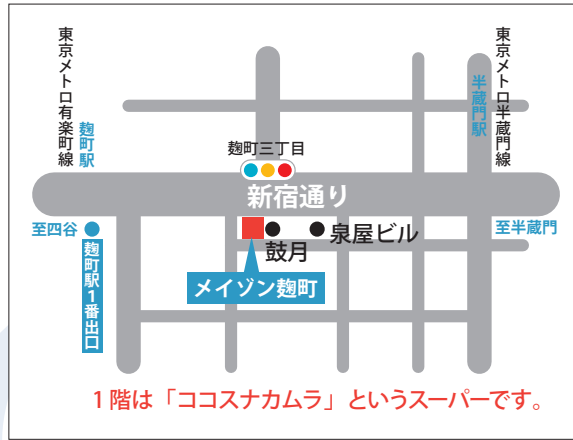 東京メトロ有楽町線
麹町駅
東京メトロ半蔵門線
半蔵門駅
麹町三丁目
新宿通り
至四谷
至半蔵門
麹町駅1番出口
鼓月
泉屋ビル
メイゾン麹町
1階は「ココスナカムラ」というスーパーです。